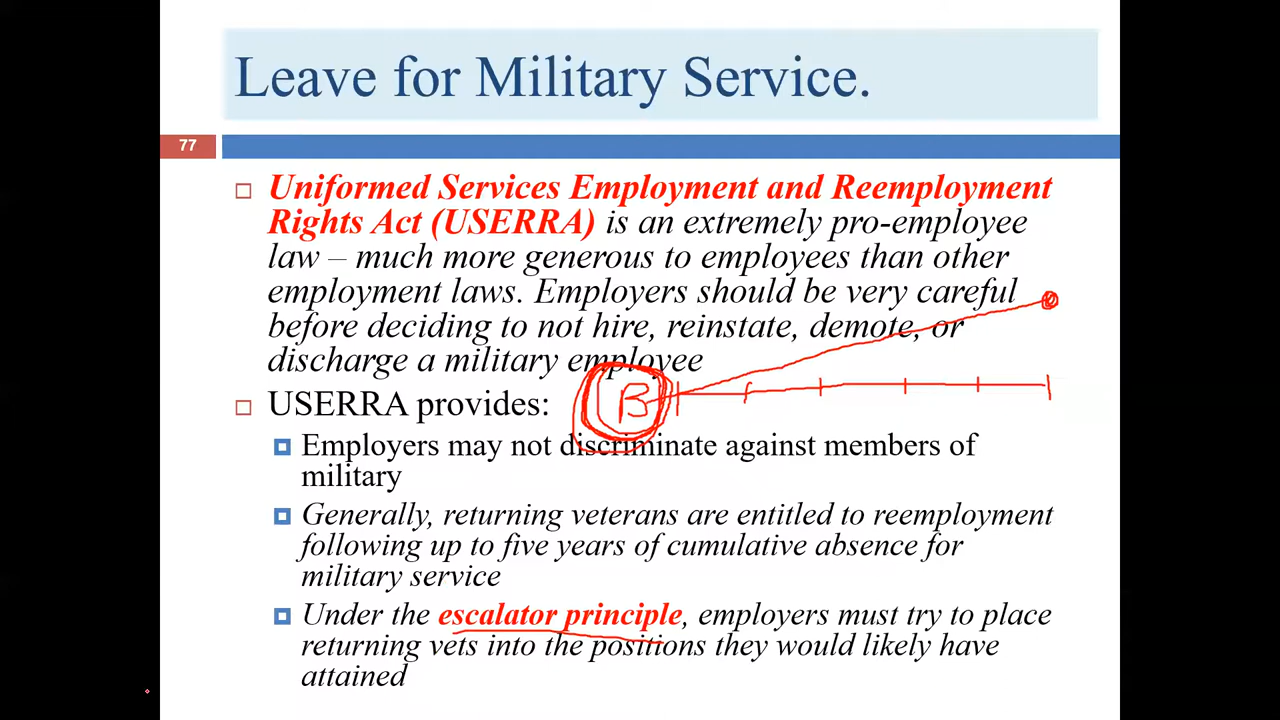 Leave for Military Service.
77
Uniformed Services Employment and Reemployment
Rights Act (USERRA) is an extremely pro-employee
law – much more generous to employees than other
employment laws. Employers should be very careful
before deciding to not hire, reinstate, demote, or
discharge a military employee
B
USERRA provides:
Employers may not discriminate against members of
military
Generally, returning veterans are entitled to reemployment
following up to five years of cumulative absence for
military service
Under the escalator principle, employers must try to place
returning vets into the positions they would likely have
attained